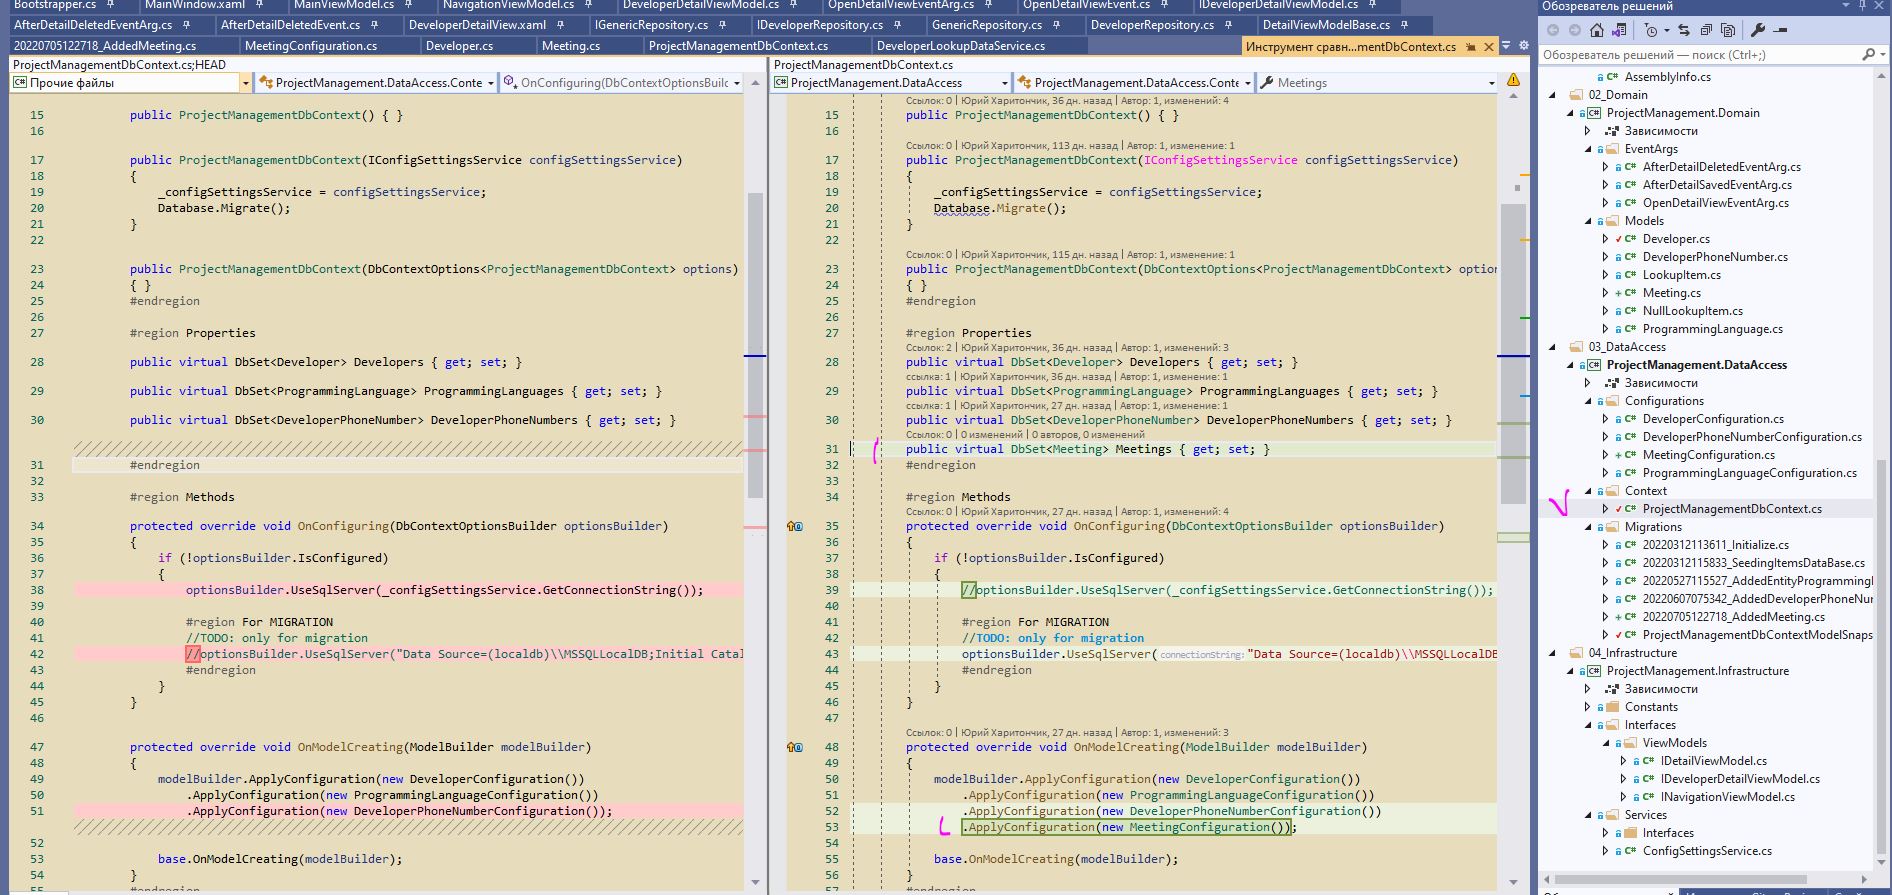 Bootstrapper.cs MainWindow.xaml MainViewModel.cs NavigationViewModel.cs DeveloperDetailViewModel.cs OpenDetailViewEventArg.cs OpenDetailViewEvent.cs IDeveloperDetailViewModel.cs
AfterDetailDeletedEventArg.cs AfterDetailDeletedEvent.cs DeveloperDetailView.xaml IGenericRepository.cs IDeveloperRepository.cs GenericRepository.cs DeveloperRepository.cs DetailViewModelBase.cs
20220705122718_AddedMeeting.cs MeetingConfiguration.cs Developer.cs Meeting.cs ProjectManagementDbContext.cs DeveloperLookupDataService.cs Инструмент сравн...mentDbContext.cs
ProjectManagementDbContext.cs;HEAD
C# Прочие файлы ProjectManagement.DataAccess.Conte OnConfiguring(DbContextOptionsBuilc
15 public ProjectManagementDbContext() { }
16
17 public ProjectManagementDbContext(IConfigSettingsService configSettingsService)
18 {
19 _configSettingsService = configSettingsService;
20 Database.Migrate();
21 }
22
23 public ProjectManagementDbContext(DbContextOptions<ProjectManagementDbContext> options)
24 { }
25 #endregion
26
27 #region Properties
28 public virtual DbSet<Developer> Developers { get; set; }
29 public virtual DbSet<ProgrammingLanguage> ProgrammingLanguages { get; set; }
30 public virtual DbSet<DeveloperPhoneNumber> DeveloperPhoneNumbers { get; set; }
31 #endregion
32
33 #region Methods
34 protected override void OnConfiguring(DbContextOptionsBuilder optionsBuilder)
35 {
36 if (!optionsBuilder.IsConfigured)
37 {
38 optionsBuilder.UseSqlServer(_configSettingsService.GetConnectionString());
39
40 #region For MIGRATION
41 //TODO: only for migration
42 //optionsBuilder.UseSqlServer("Data Source=(localdb)\\MSSQLLocalDB;Initial Catal
43 #endregion
44 }
45 }
46
47 protected override void OnModelCreating(ModelBuilder modelBuilder)
48 {
49 modelBuilder.ApplyConfiguration(new DeveloperConfiguration())
50 .ApplyConfiguration(new ProgrammingLanguageConfiguration())
51 .ApplyConfiguration(new DeveloperPhoneNumberConfiguration());
52
53 base.OnModelCreating(modelBuilder);
54 }
55 #endregion
ProjectManagementDbContext.cs
C# ProjectManagement.DataAccess ProjectManagement.DataAccess.Conte Meetings
Ссылок: 0 | Юрий Харитончик, 36 дн. назад | Автор: 1, изменений: 4
15 public ProjectManagementDbContext() { }
16
Ссылок: 0 | Юрий Харитончик, 113 дн. назад | Автор: 1, изменение: 1
17 public ProjectManagementDbContext(IConfigSettingsService configSettingsService)
18 {
19 _configSettingsService = configSettingsService;
20 Database.Migrate();
21 }
22
Ссылок: 0 | Юрий Харитончик, 115 дн. назад | Автор: 1, изменение: 1
23 public ProjectManagementDbContext(DbContextOptions<ProjectManagementDbContext> option
24 { }
25 #endregion
26
27 #region Properties
Ссылок: 2 | Юрий Харитончик, 36 дн. назад | Автор: 1, изменений: 3
28 public virtual DbSet<Developer> Developers { get; set; }
ссылка: 1 | Юрий Харитончик, 36 дн. назад | Автор: 1, изменение: 1
29 public virtual DbSet<ProgrammingLanguage> ProgrammingLanguages { get; set; }
ссылка: 1 | Юрий Харитончик, 27 дн. назад | Автор: 1, изменение: 1
30 public virtual DbSet<DeveloperPhoneNumber> DeveloperPhoneNumbers { get; set; }
Ссылок: 0 | 0 изменений | 0 авторов, 0 изменений
31 public virtual DbSet<Meeting> Meetings { get; set; }
32 #endregion
33
34 #region Methods
Ссылок: 0 | Юрий Харитончик, 27 дн. назад | Автор: 1, изменений: 4
35 protected override void OnConfiguring(DbContextOptionsBuilder optionsBuilder)
36 {
37 if (!optionsBuilder.IsConfigured)
38 {
39 //optionsBuilder.UseSqlServer(_configSettingsService.GetConnectionString());
40
41 #region For MIGRATION
42 //TODO: only for migration
43 optionsBuilder.UseSqlServer(connectionString:"Data Source=(localdb)\\MSSQLLocalDB
44 #endregion
45 }
46 }
47
Ссылок: 0 | Юрий Харитончик, 27 дн. назад | Автор: 1, изменений: 3
48 protected override void OnModelCreating(ModelBuilder modelBuilder)
49 {
50 modelBuilder.ApplyConfiguration(new DeveloperConfiguration())
51 .ApplyConfiguration(new ProgrammingLanguageConfiguration())
52 .ApplyConfiguration(new DeveloperPhoneNumberConfiguration())
53 .ApplyConfiguration(new MeetingConfiguration());
54
55 base.OnModelCreating(modelBuilder);
56 }
57 #endregion
Обозреватель решений
Обозреватель решений — поиск (Ctrl+;)
C# AssemblyInfo.cs
02_Domain
C# ProjectManagement.Domain
Зависимости
EventArgs
C# AfterDetailDeletedEventArg.cs
C# AfterDetailSavedEventArg.cs
C# OpenDetailViewEventArg.cs
Models
C# Developer.cs
C# DeveloperPhoneNumber.cs
C# LookupItem.cs
C# Meeting.cs
C# NullLookupItem.cs
C# ProgrammingLanguage.cs
03_DataAccess
C# ProjectManagement.DataAccess
Зависимости
Configurations
C# DeveloperConfiguration.cs
C# DeveloperPhoneNumberConfiguration.cs
C# MeetingConfiguration.cs
C# ProgrammingLanguageConfiguration.cs
Context
C# ProjectManagementDbContext.cs
Migrations
C# 20220312113611_Initialize.cs
C# 20220312115833_SeedingItemsDataBase.cs
C# 20220527115527_AddedEntityProgrammingl
C# 20220607075342_AddedDeveloperPhoneNur
C# 20220705122718_AddedMeeting.cs
C# ProjectManagementDbContextModelSnaps
04_Infrastructure
C# ProjectManagement.Infrastructure
Зависимости
Constants
Interfaces
ViewModels
C# IDetailViewModel.cs
C# IDeveloperDetailViewModel.cs
C# INavigationViewModel.cs
Services
Interfaces
C# ConfigSettingsService.cs